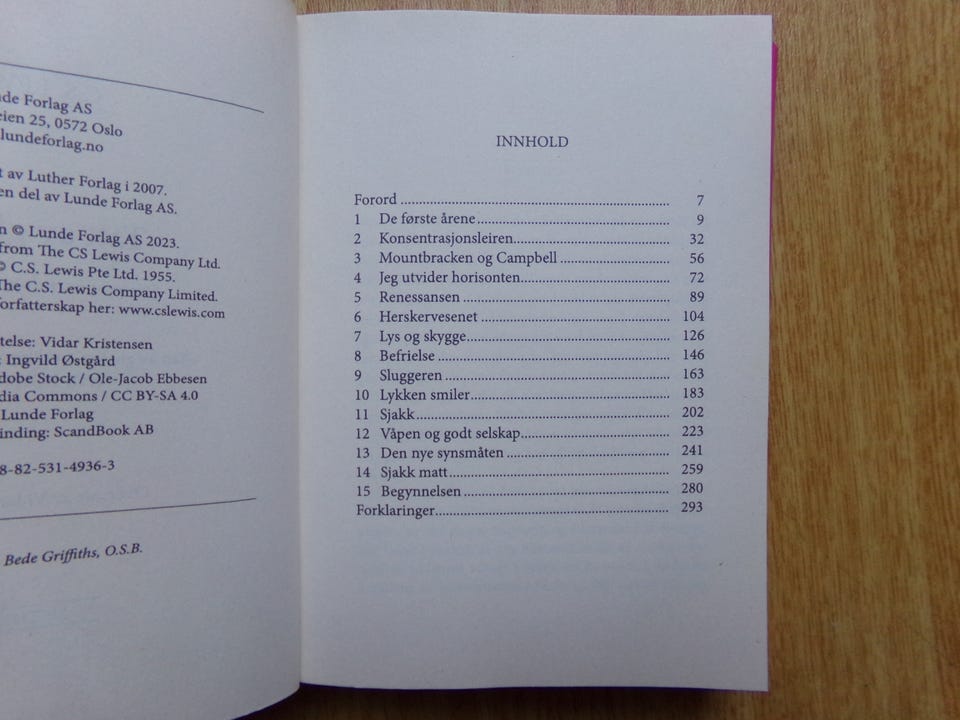 nde Forlag AS
eien 25, 0572 Oslo
lundeforlag.no
t av Luther Forlag i 2007.
en del av Lunde Forlag AS.
n © Lunde Forlag AS 2023.
from The CS Lewis Company Ltd.
© C.S. Lewis Pte Ltd. 1955.
The C.S. Lewis Company Limited.
orfatterskap her: www.cslewis.com
telse: Vidar Kristensen
: Ingvild Østgård
dobe Stock / Ole-Jacob Ebbesen
dia Commons / CC BY-SA 4.0
Lunde Forlag
inding: ScandBook AB
8-82-531-4936-3
Bede Griffiths, O.S.B.
INNHOLD
Forord 7
1 De første årene 9
2 Konsentrasjonsleiren 32
3 Mountbracken og Campbell 56
4 Jeg utvider horisonten 72
5 Renessansen 89
6 Herskervesenet 104
7 Lys og skygge 126
8 Befrielse 146
9 Sluggeren 163
10 Lykken smiler 183
11 Sjakk 202
12 Våpen og godt selskap 223
13 Den nye synsmåten 241
14 Sjakk matt 259
15 Begynnelsen 280
Forklaringer 293